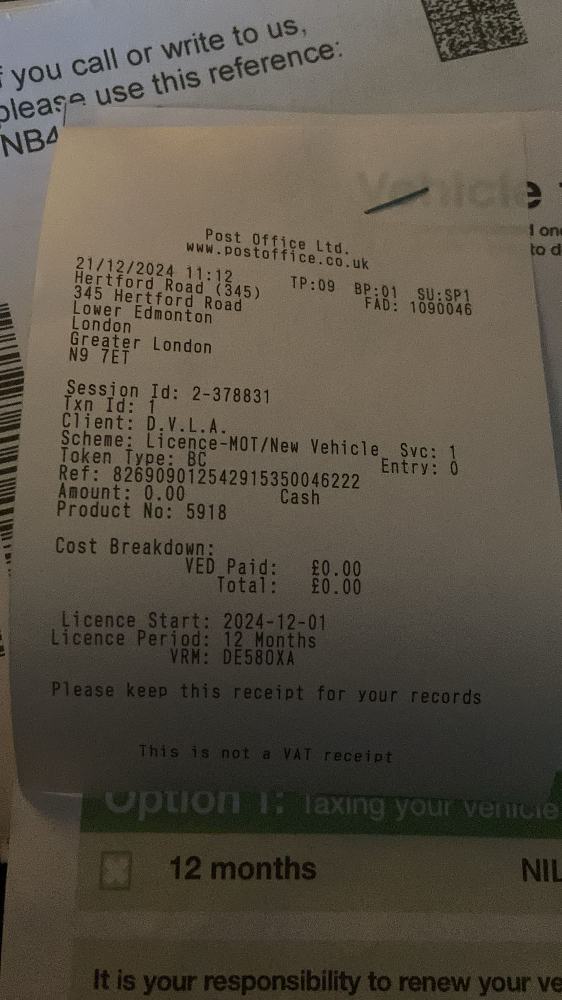 f you call or write to us,
please use this reference:
NB4
Vehicle
l one
to d
Post Office Ltd.
www.postoffice.co.uk
21/12/2024 11:12 TP:09 BP:01 SU:SP1
Hertford Road (345) FAD: 1090046
345 Hertford Road
Lower Edmonton
London
Greater London
N9 7ET
Session Id: 2-378831
Txn Id: 1
Client: D.V.L.A.
Scheme: Licence-MOT/New Vehicle Svc: 1
Token Type: BC Entry: 0
Ref: 826909012542915350046222
Amount: 0.00 Cash
Product No: 5918
Cost Breakdown:
VED Paid: £0.00
Total: £0.00
Licence Start: 2024-12-01
Licence Period: 12 Months
VRM: DE580XA
Please keep this receipt for your records
This is not a VAT receipt
Option 1: Taxing your vehicle
12 months NIL
It is your responsibility to renew your ve